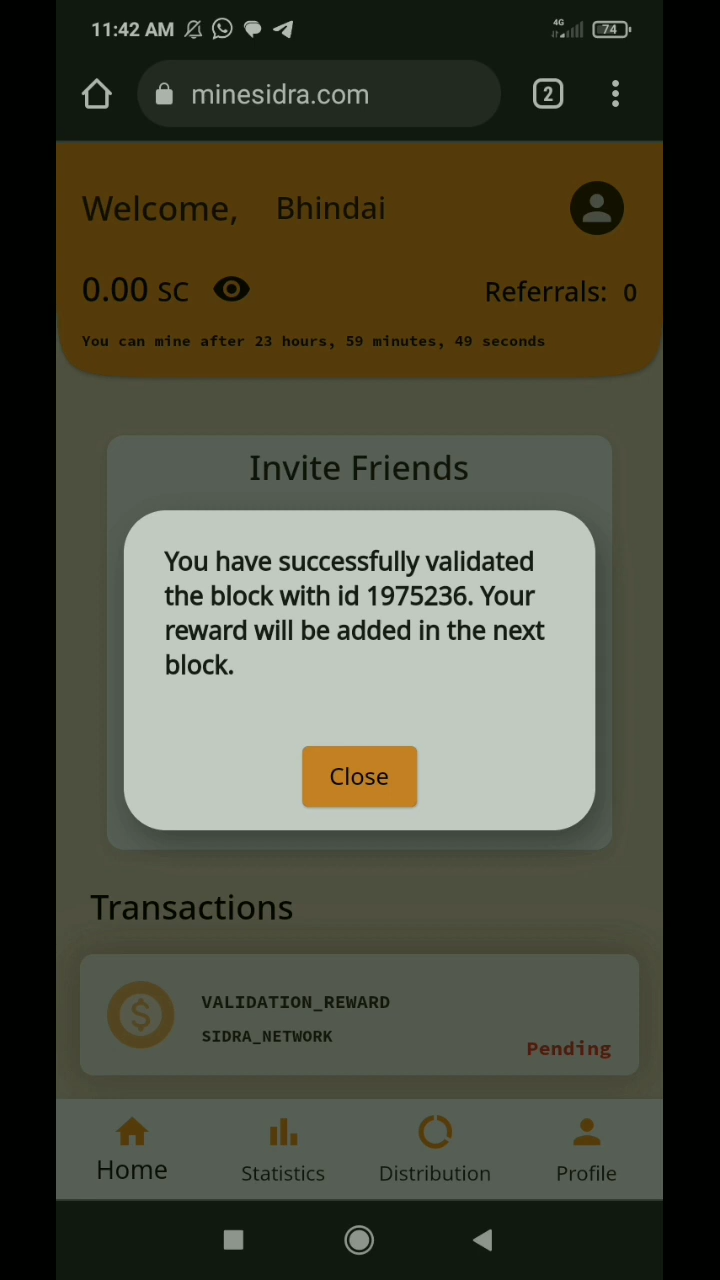 11:42 AM
4G
74
minesidra.com
2
Welcome, Bhindai
0.00 SC
Referrals: 0
You can mine after 23 hours, 59 minutes, 49 seconds
Invite Friends
You have successfully validated
the block with id 1975236. Your
reward will be added in the next
block.
Close
Transactions
$
VALIDATION_REWARD
SIDRA_NETWORK
Pending
Home
Statistics
Distribution
Profile